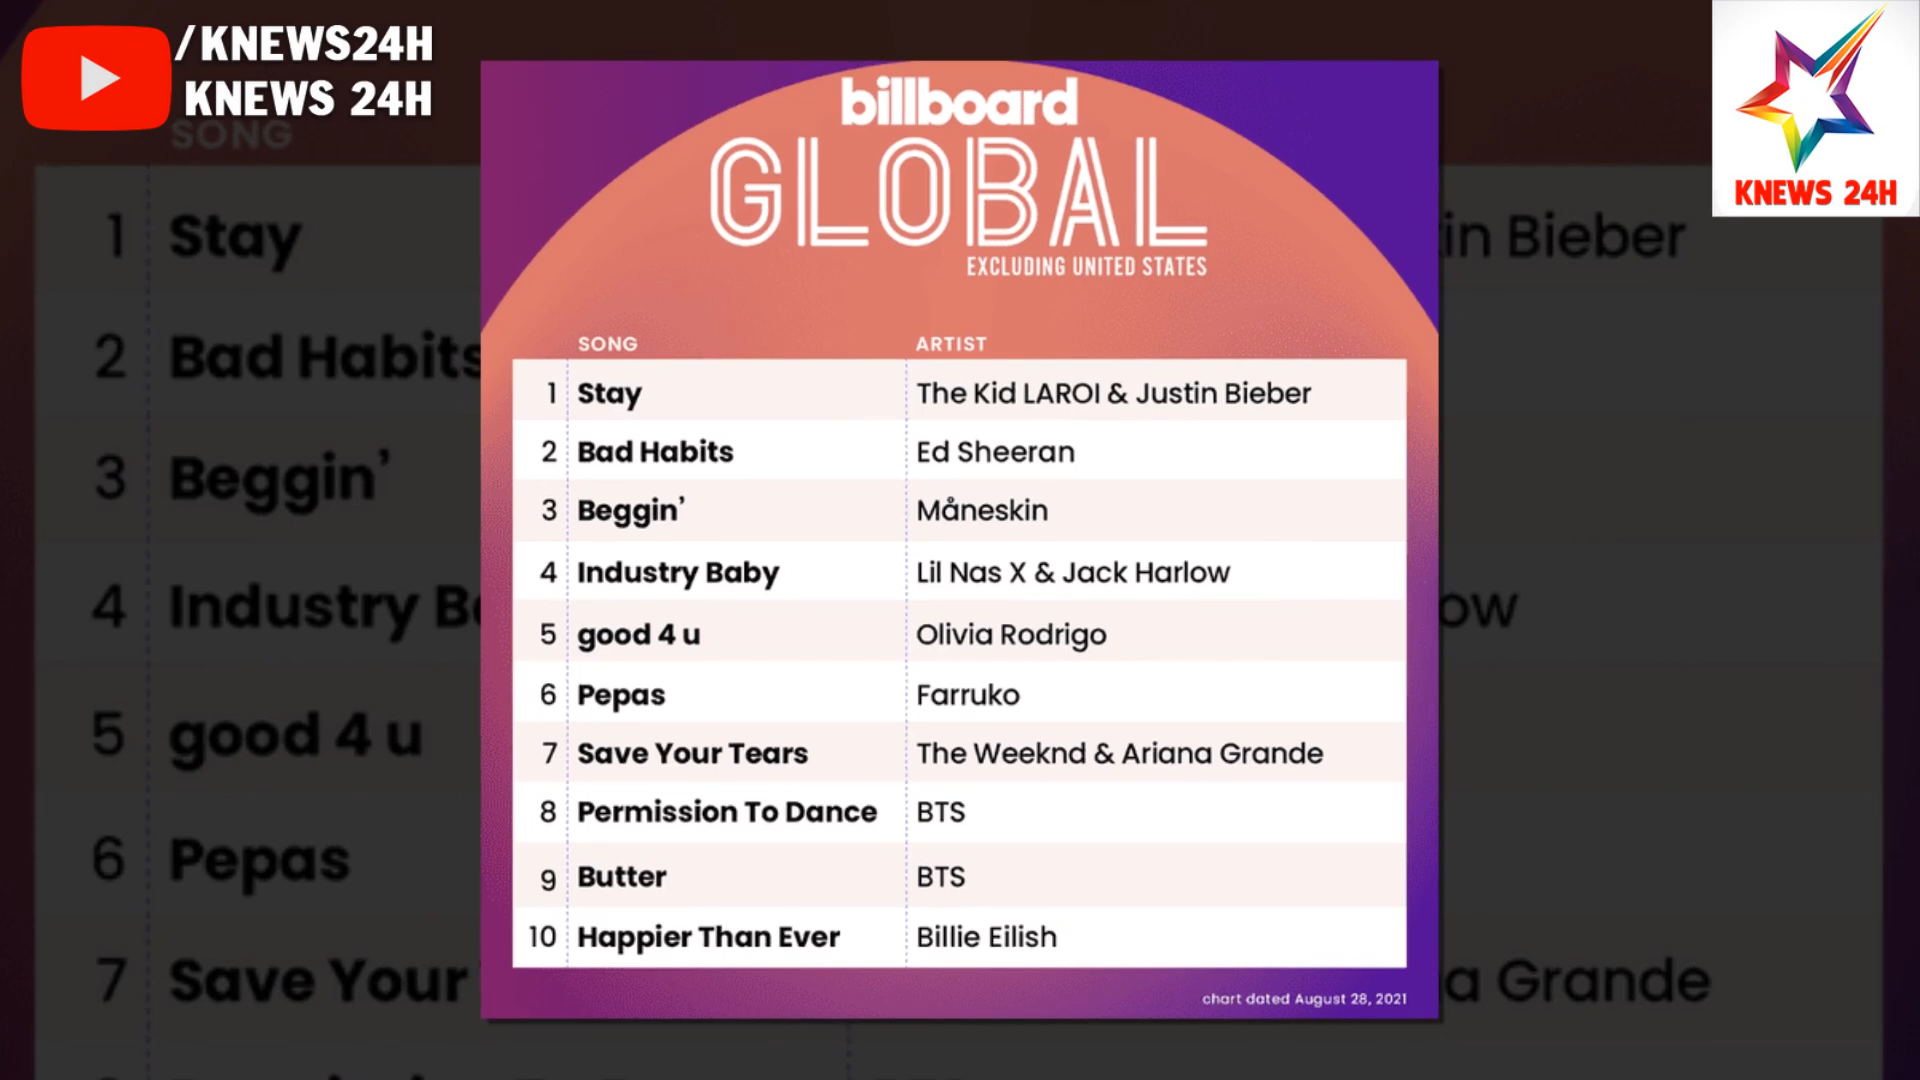 /KNEWS24H
KNEWS 24H
KNEWS 24H
billboard
GLOBAL
EXCLUDING UNITED STATES
SONG ARTIST
1 Stay The Kid LAROI & Justin Bieber
2 Bad Habits Ed Sheeran
3 Beggin’ Måneskin
4 Industry Baby Lil Nas X & Jack Harlow
5 good 4 u Olivia Rodrigo
6 Pepas Farruko
7 Save Your Tears The Weeknd & Ariana Grande
8 Permission To Dance BTS
9 Butter BTS
10 Happier Than Ever Billie Eilish
chart dated August 28, 2021
SONG
1 Stay in Bieber
2 Bad Habits
3 Beggin’
4 Industry B ow
5 good 4 u
6 Pepas
7 Save Your a Grande